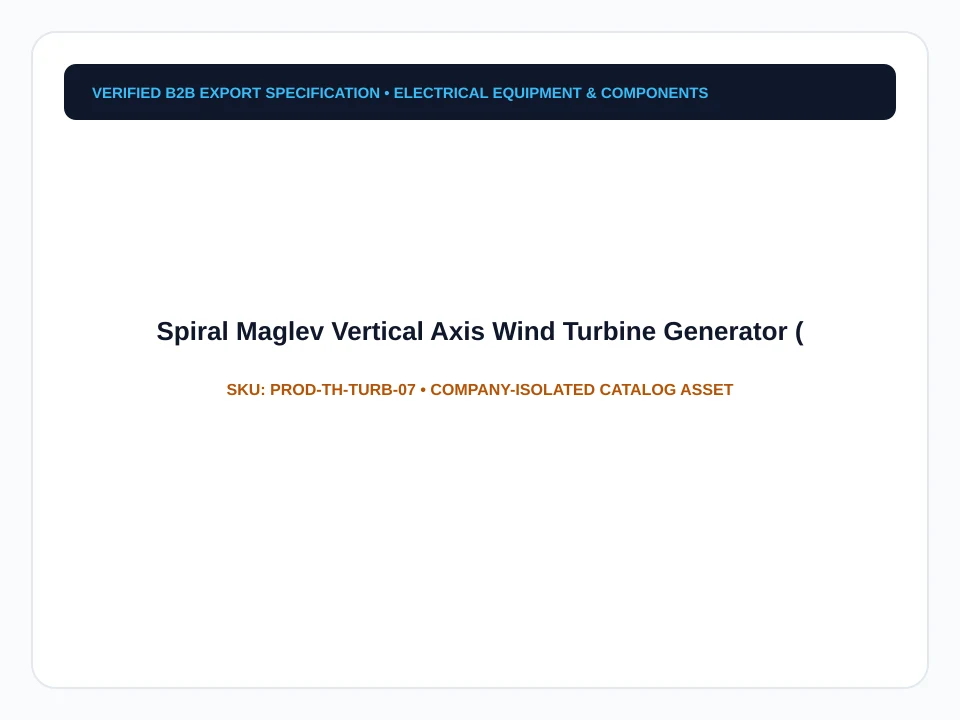 VERIFIED B2B EXPORT SPECIFICATION • ELECTRICAL EQUIPMENT & COMPONENTS
Spiral Maglev Vertical Axis Wind Turbine Generator (
SKU: PROD-TH-TURB-07 • COMPANY-ISOLATED CATALOG ASSET